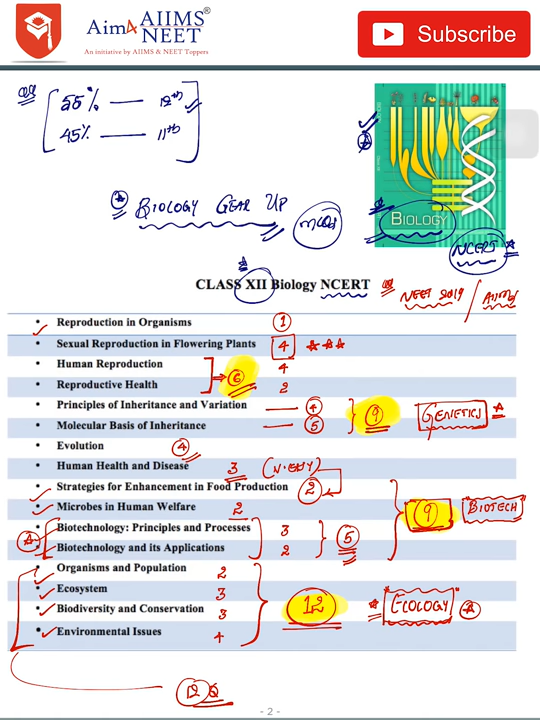 Aim4 AIIMS NEET
An initiative by AIIMS & NEET Toppers
Subscribe
55% — 12th
45% — 11th
BIOLOGY GEAR UP
MCQs
BIOLOGY
NCERT
CLASS XII Biology NCERT
NEET 2019 / AIIMS
• Reproduction in Organisms 1
• Sexual Reproduction in Flowering Plants 4
• Human Reproduction 4
• Reproductive Health 2
6
• Principles of Inheritance and Variation — 4
• Molecular Basis of Inheritance — 5
9 GENETICS
• Evolution 4
• Human Health and Disease 3 (V. EASY)
• Strategies for Enhancement in Food Production 2
• Microbes in Human Welfare 2
9 BIOTECH
• Biotechnology: Principles and Processes 3
• Biotechnology and its Applications 2
5
• Organisms and Population 2
• Ecosystem 3
• Biodiversity and Conservation 3
• Environmental Issues 4
12 ECOLOGY
12 Q
- 2 -